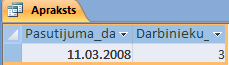 Apraksts
Pasutijuma_da Darbinieku_
11.03.2008 3